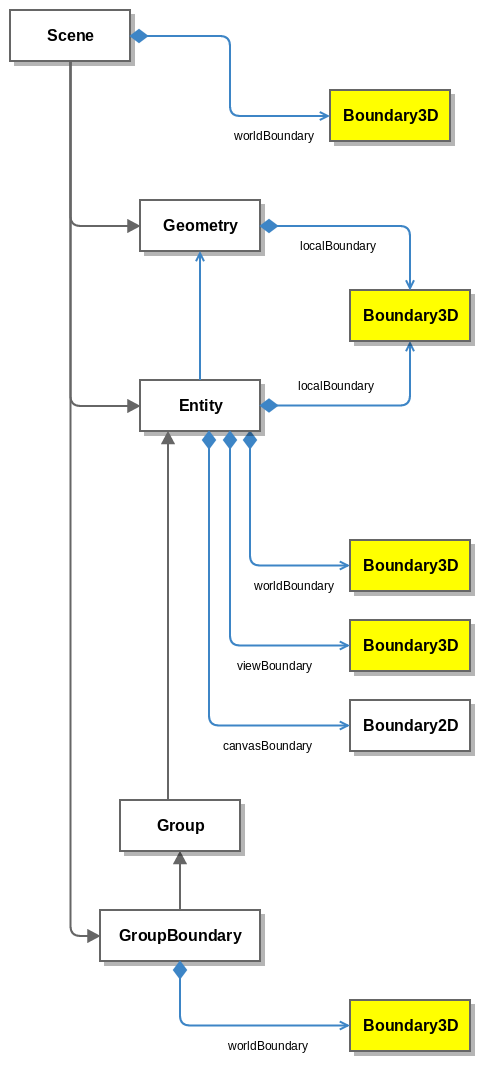 Scene
Boundary3D
worldBoundary
Geometry
localBoundary
Boundary3D
localBoundary
Entity
Boundary3D
worldBoundary
Boundary3D
viewBoundary
Boundary2D
canvasBoundary
Group
GroupBoundary
Boundary3D
worldBoundary